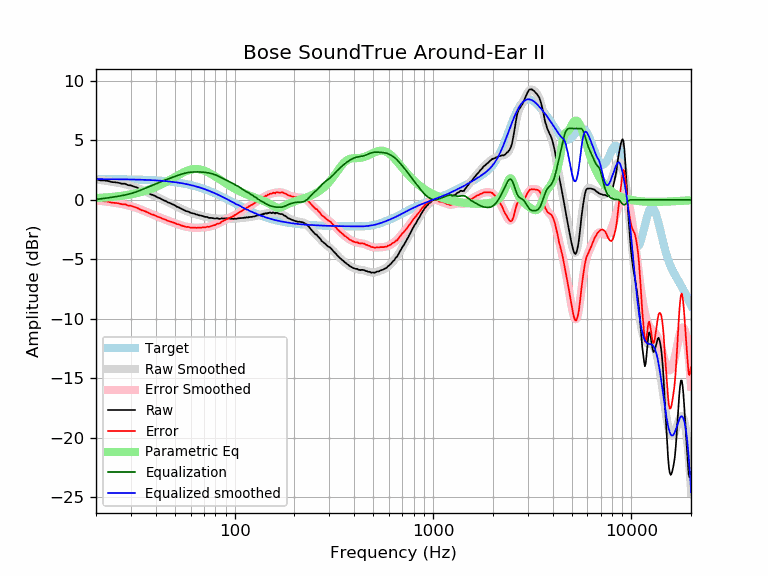 Bose SoundTrue Around-Ear II
10
5
0
−5
−10
−15
−20
−25
Amplitude (dBr)
Target
Raw Smoothed
Error Smoothed
Raw
Error
Parametric Eq
Equalization
Equalized smoothed
100 1000 10000
Frequency (Hz)